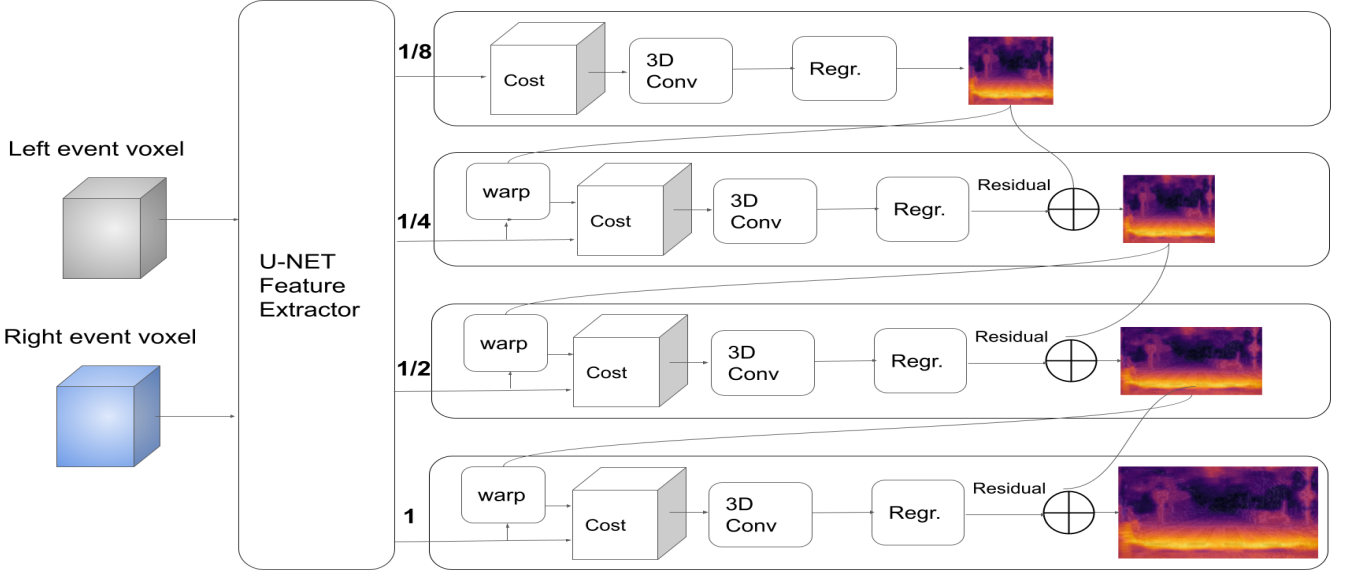 Left event voxel
Right event voxel
U-NET
Feature
Extractor
1/8
Cost
3D
Conv
Regr.
1/4
warp
Cost
3D
Conv
Regr.
Residual
1/2
warp
Cost
3D
Conv
Regr.
Residual
1
warp
Cost
3D
Conv
Regr.
Residual